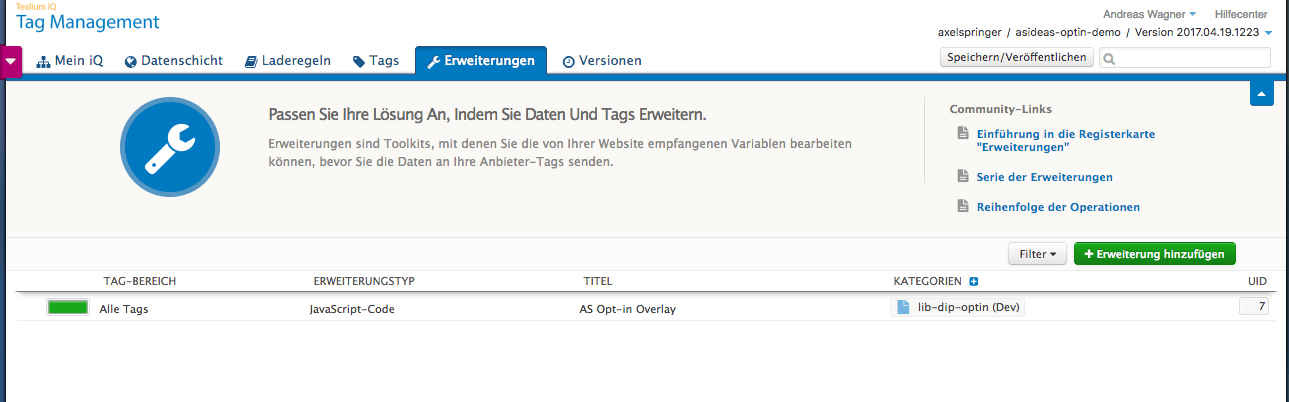 Tealium iQ
Tag Management
Andreas Wagner Hilfecenter
axelspringer / asideas-optin-demo / Version 2017.04.19.1223
Mein iQ Datenschicht Laderegeln Tags Erweiterungen Versionen
Speichern/Veröffentlichen
Passen Sie Ihre Lösung An, Indem Sie Daten Und Tags Erweitern.
Erweiterungen sind Toolkits, mit denen Sie die von Ihrer Website empfangenen Variablen bearbeiten
können, bevor Sie die Daten an Ihre Anbieter-Tags senden.
Community-Links
Einführung in die Registerkarte
"Erweiterungen"
Serie der Erweiterungen
Reihenfolge der Operationen
Filter + Erweiterung hinzufügen
TAG-BEREICH ERWEITERUNGSTYP TITEL KATEGORIEN UID
Alle Tags JavaScript-Code AS Opt-in Overlay lib-dip-optin (Dev) 7